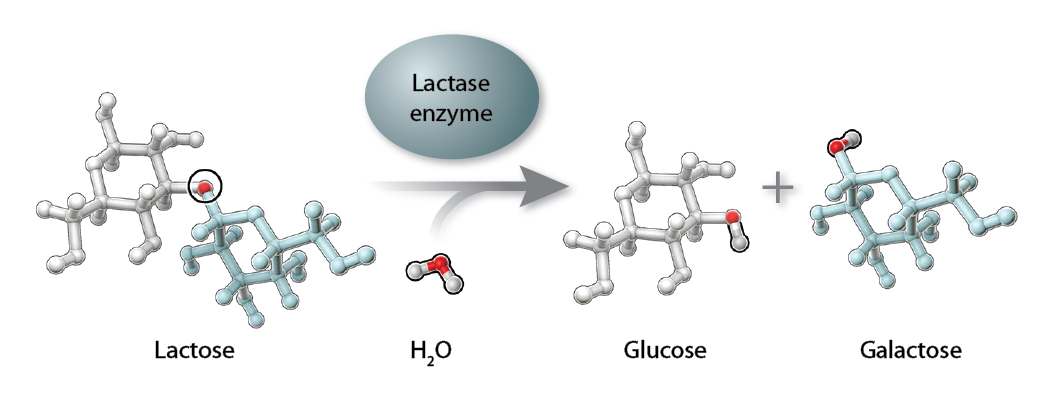 Lactase
enzyme
Lactose
H₂O
Glucose
+
Galactose